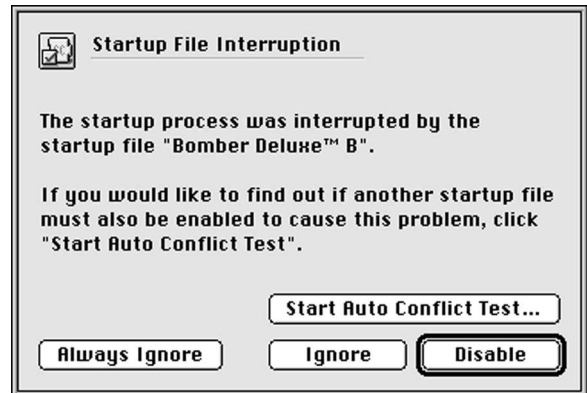 Startup File Interruption
The startup process was interrupted by the
startup file "Bomber Deluxe™ B".
If you would like to find out if another startup file
must also be enabled to cause this problem, click
"Start Auto Conflict Test".
Start Auto Conflict Test...
Always Ignore
Ignore
Disable